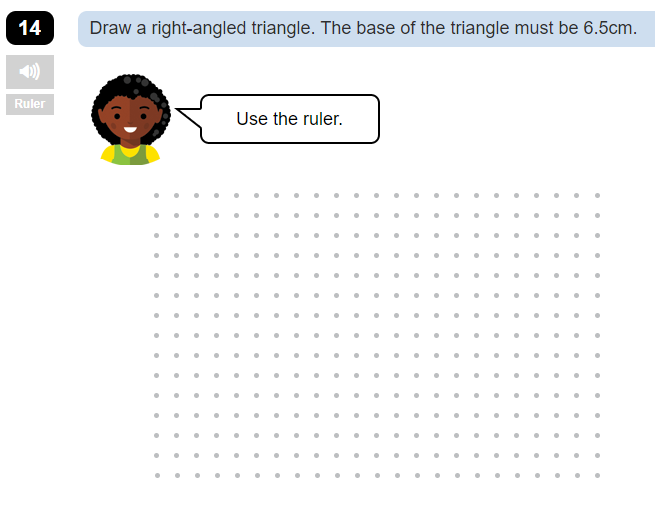 14
Draw a right-angled triangle. The base of the triangle must be 6.5cm.
Ruler
Use the ruler.